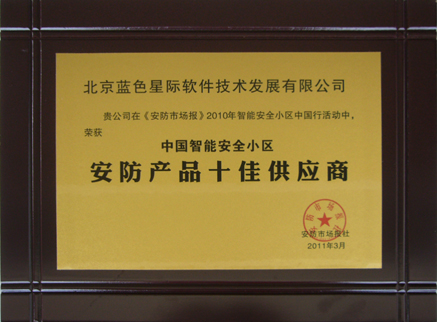 北京蓝色星际软件技术发展有限公司
贵公司在《安防市场报》2010年智能安全小区中国行活动中,
荣获
中国智能安全小区
安防产品十佳供应商
安防市场报社
2011年3月